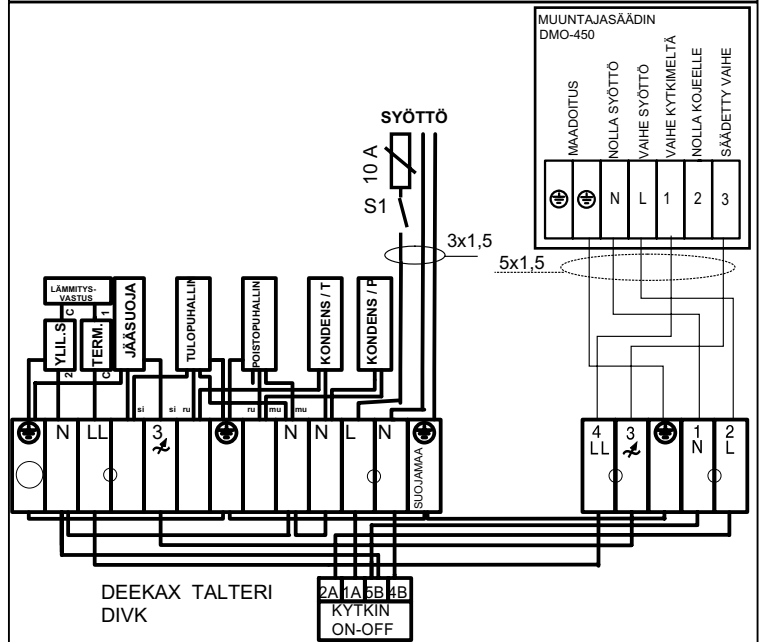 MUUNTAJASÄÄDIN
DMO-450
MAADOITUS
NOLLA SYÖTTÖ
VAIHE SYÖTTÖ
VAIHE KYTKIMELTÄ
NOLLA KOJEELLE
SÄÄDETTY VAIHE
N L 1 2 3
SYÖTTÖ
10 A
S1
3x1,5
5x1,5
LÄMMITYS-
VASTUS
C 1
YLIL.S
TERM.
JÄÄSUOJA
TULOPUHALLIN
POISTOPUHALLIN
KONDENS / T
KONDENS / P
2 C
si si ru ru mu mu
N LL 3 N N L N
SUOJAMAA
4 3 1 2
LL N L
2A 1A 5B 4B
KYTKIN
ON-OFF
DEEKAX TALTERI
DIVK